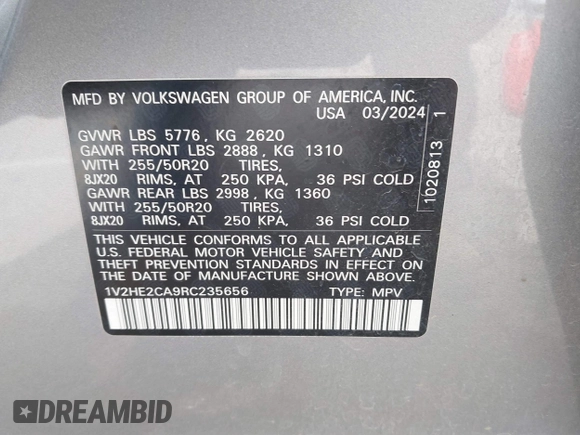 MFD BY VOLKSWAGEN GROUP OF AMERICA, INC.
USA 03/2024
GVWR LBS 5776, KG 2620
GAWR FRONT LBS 2888, KG 1310
WITH 255/50R20 TIRES,
8JX20 RIMS, AT 250 KPA, 36 PSI COLD
GAWR REAR LBS 2998, KG 1360
WITH 255/50R20 TIRES,
8JX20 RIMS, AT 250 KPA, 36 PSI COLD
THIS VEHICLE CONFORMS TO ALL APPLICABLE
U.S. FEDERAL MOTOR VEHICLE SAFETY AND
THEFT PREVENTION STANDARDS IN EFFECT ON
THE DATE OF MANUFACTURE SHOWN ABOVE.
1V2HE2CA9RC235656 TYPE: MPV
1020813 1
DREAMBID